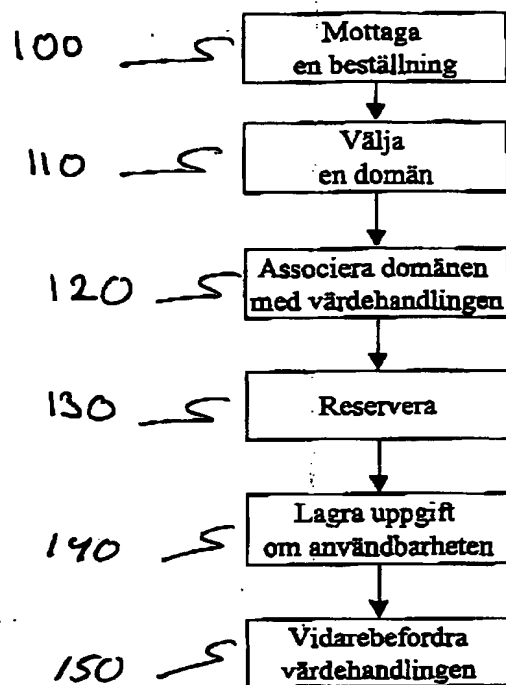 100
Mottaga
en beställning
110
Välja
en domän
120
Associera domänen
med värdehandlingen
130
Reservera
140
Lagra uppgift
om användbarheten
150
Vidarebefordra
värdehandlingen